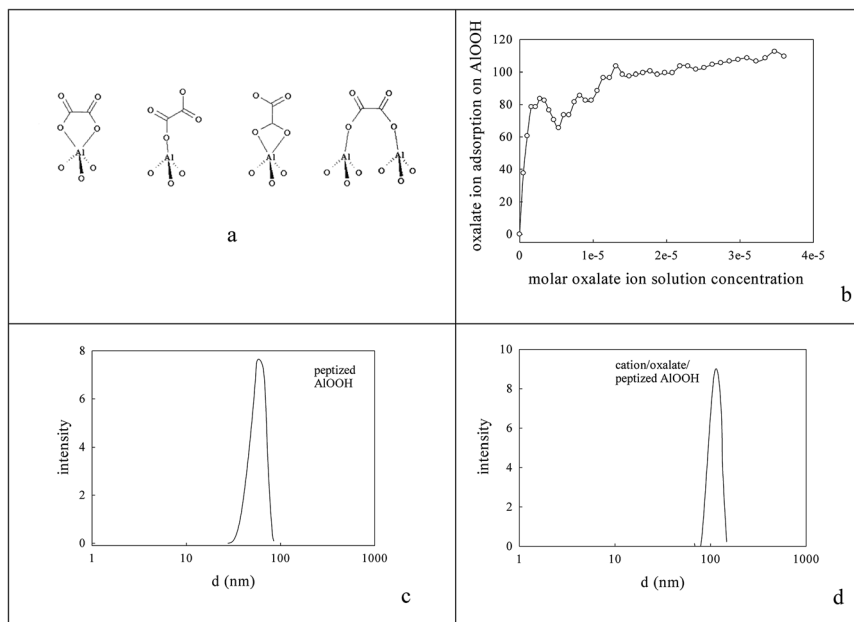 O O O O O O O O Al O O O
O O O O O Al O O O
O O O O Al O O O
O O O O Al O O O Al O O O
a
oxalate ion adsorption on AlOOH
120
100
80
60
40
20
0
0 1e-5 2e-5 3e-5 4e-5
molar oxalate ion solution concentration
b
8
6
4
2
0
intensity
peptized
AlOOH
1 10 100 1000
d (nm)
c
10
8
6
4
2
0
intensity
cation/oxalate/
peptized AlOOH
1 10 100 1000
d (nm)
d